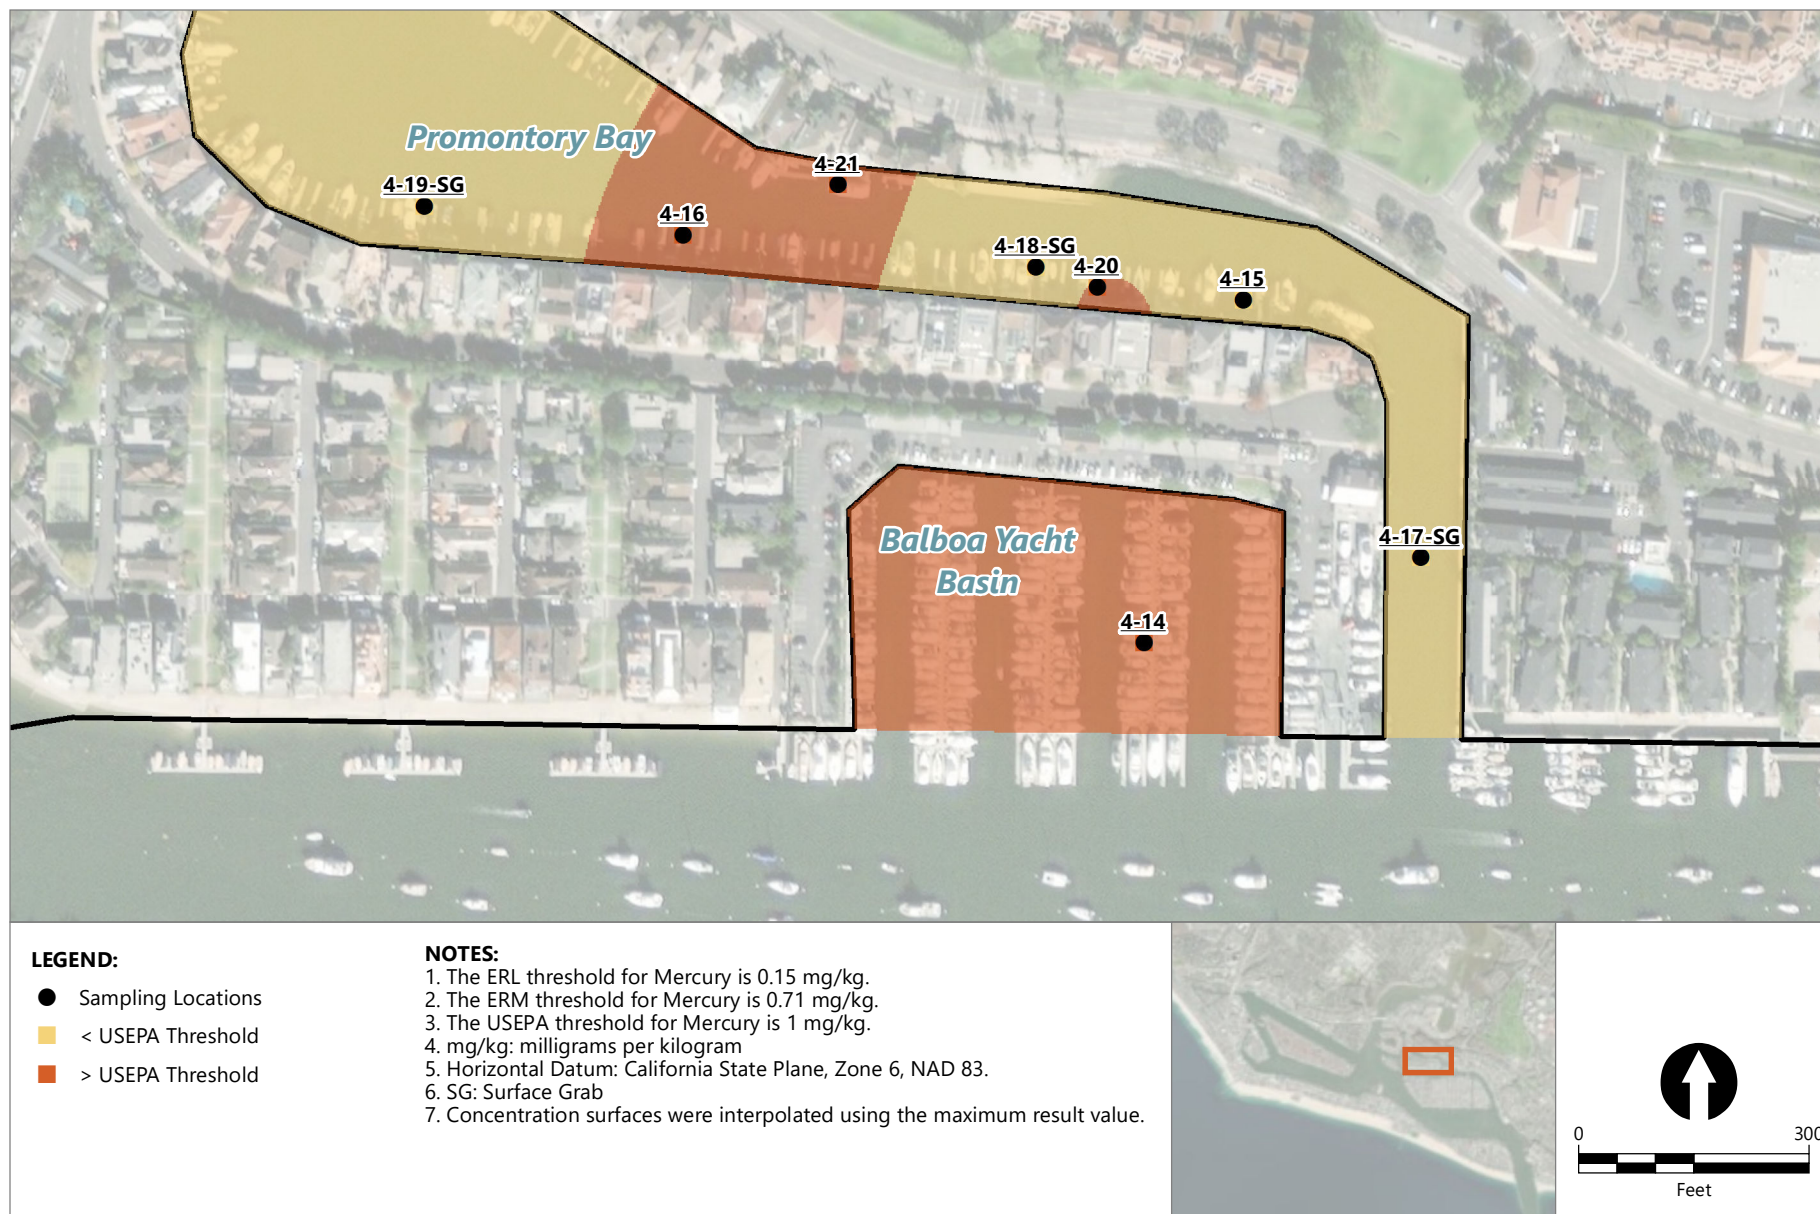 Promontory Bay
4-21
4-19-SG
4-16
4-18-SG
4-20
4-15
Balboa Yacht
Basin
4-17-SG
4-14
LEGEND:
Sampling Locations
< USEPA Threshold
> USEPA Threshold
NOTES:
1. The ERL threshold for Mercury is 0.15 mg/kg.
2. The ERM threshold for Mercury is 0.71 mg/kg.
3. The USEPA threshold for Mercury is 1 mg/kg.
4. mg/kg: milligrams per kilogram
5. Horizontal Datum: California State Plane, Zone 6, NAD 83.
6. SG: Surface Grab
7. Concentration surfaces were interpolated using the maximum result value.
0 300
Feet